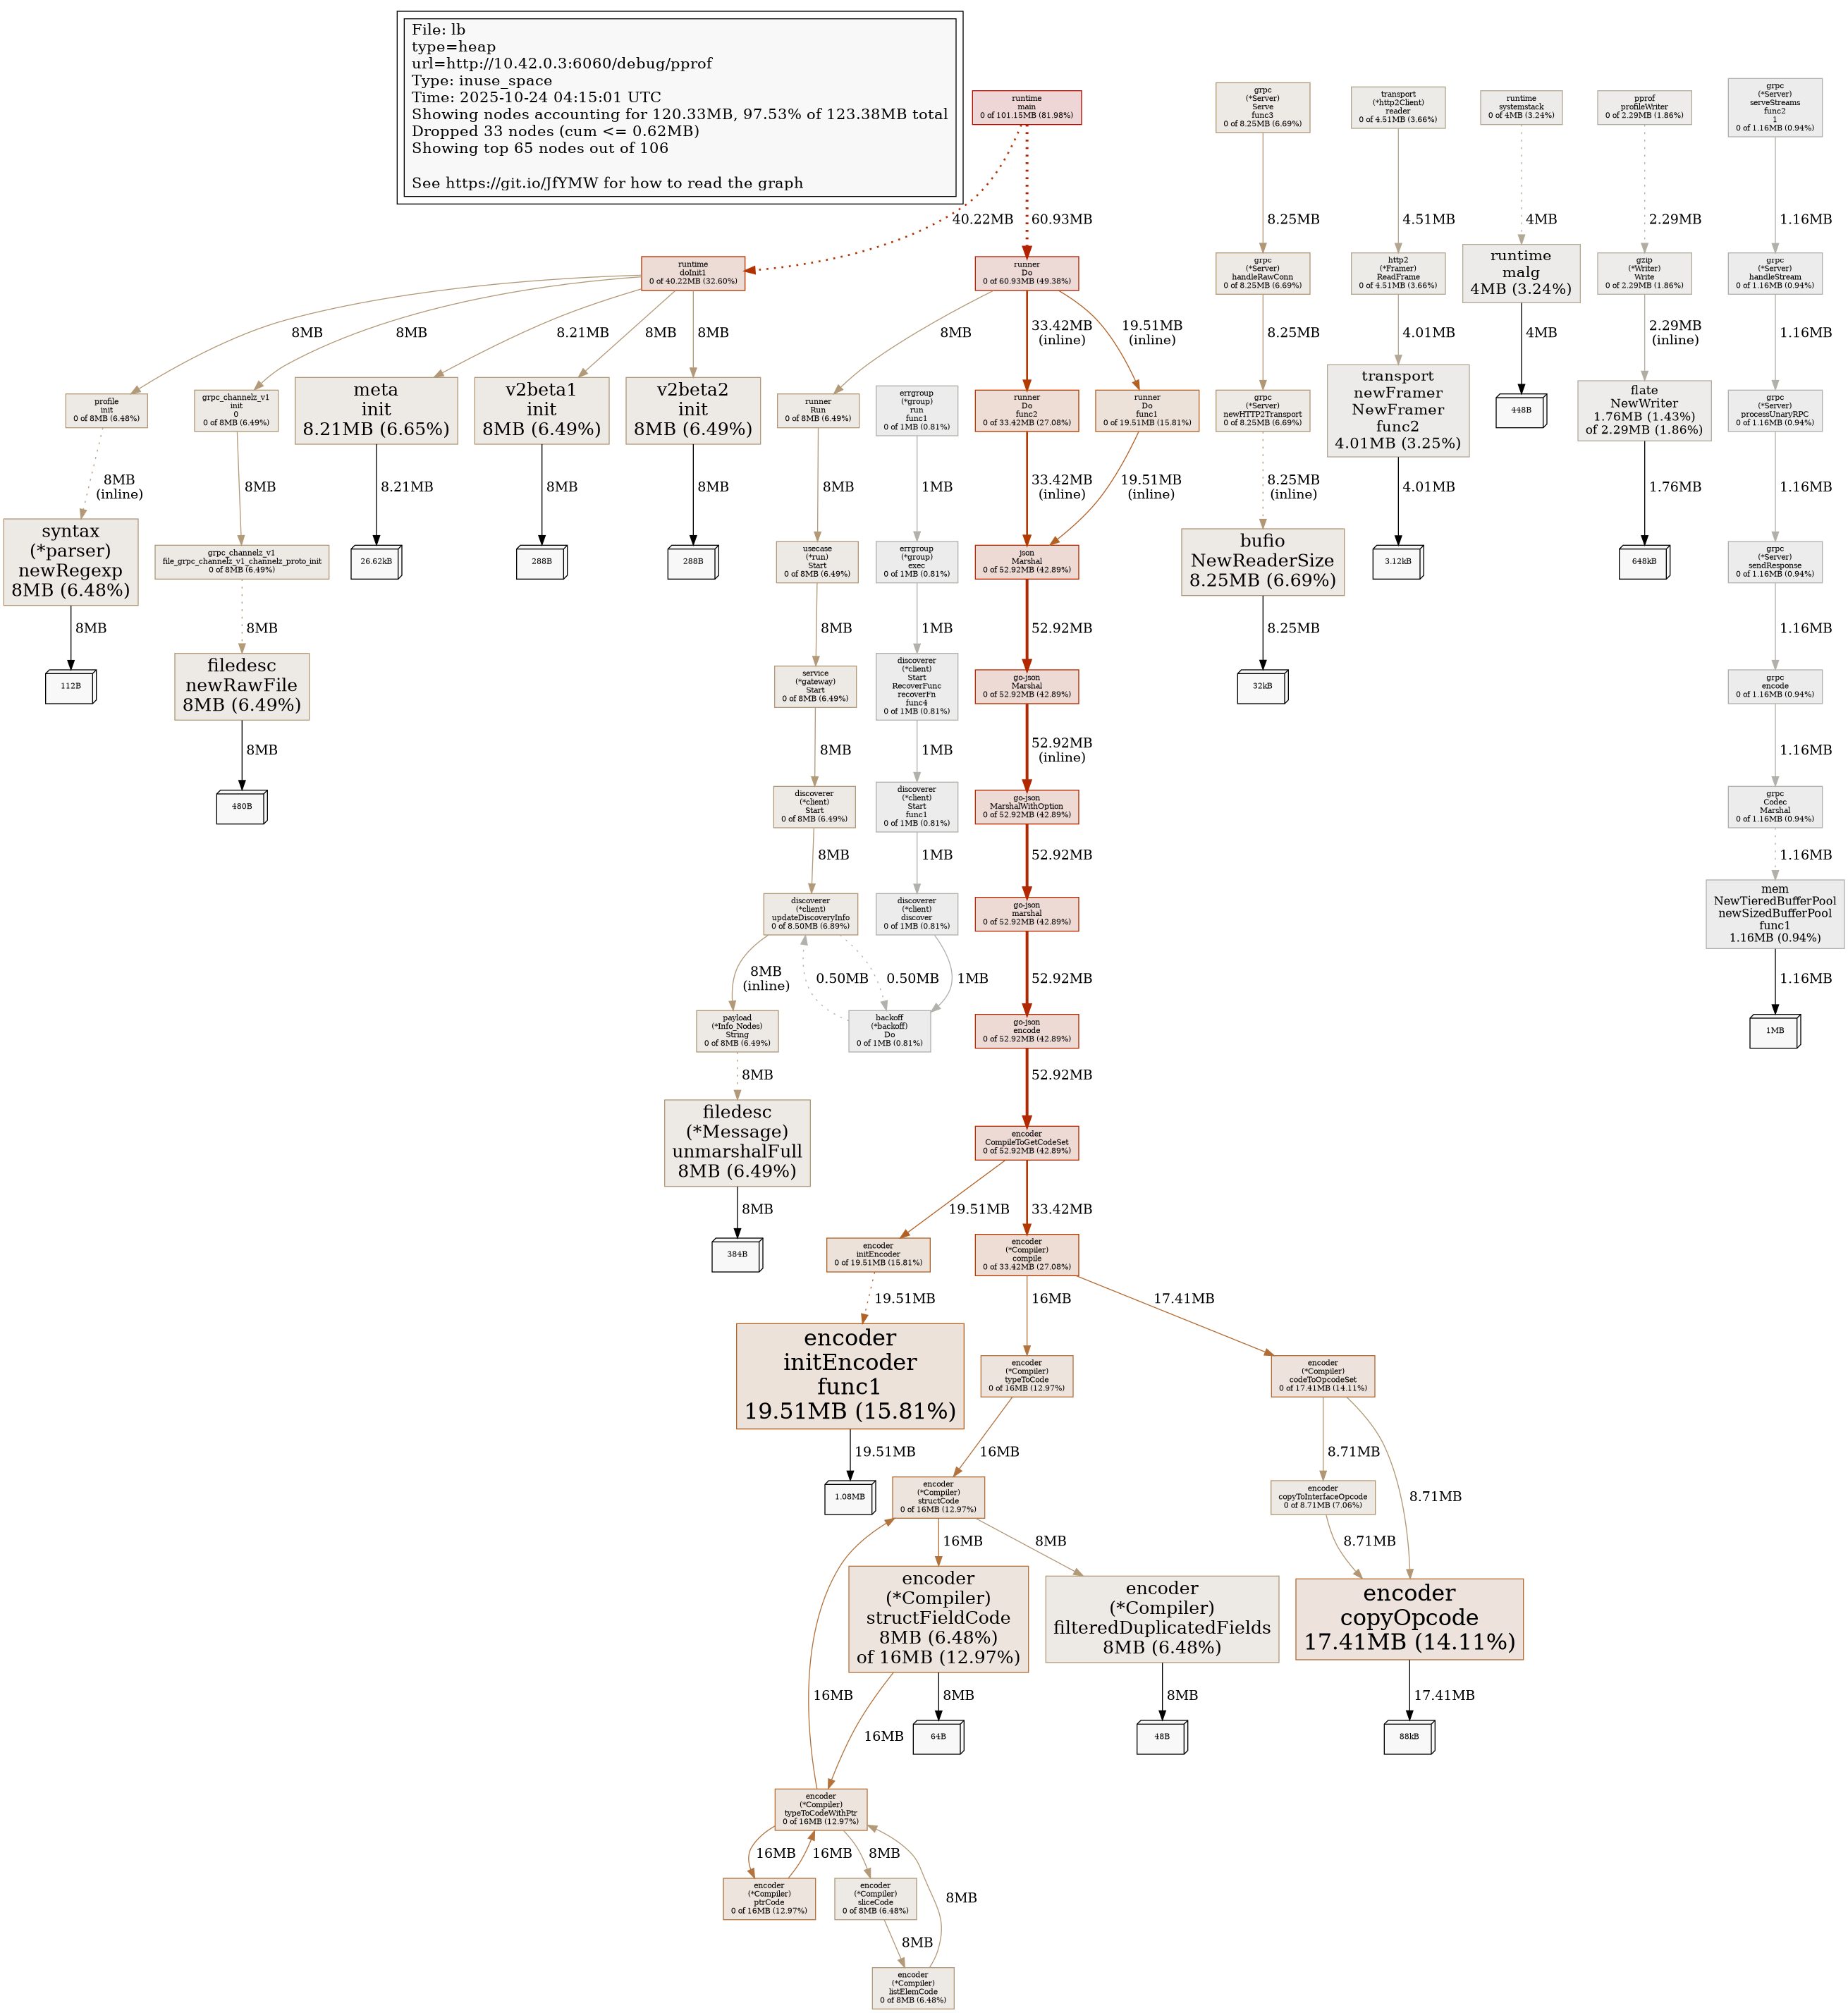 File: lb
type=heap
url=http://10.42.0.3:6060/debug/pprof
Type: inuse_space
Time: 2025-10-24 04:15:01 UTC
Showing nodes accounting for 120.33MB, 97.53% of 123.38MB total
Dropped 33 nodes (cum <= 0.62MB)
Showing top 65 nodes out of 106
See https://git.io/JfYMW for how to read the graph
runtime
main
0 of 101.15MB (81.98%)
grpc
(*Server)
Serve
func3
0 of 8.25MB (6.69%)
transport
(*http2Client)
reader
0 of 4.51MB (3.66%)
runtime
systemstack
0 of 4MB (3.24%)
pprof
profileWriter
0 of 2.29MB (1.86%)
grpc
(*Server)
serveStreams
func2
1
0 of 1.16MB (0.94%)
40.22MB
60.93MB
8.25MB
4.51MB
4MB
2.29MB
1.16MB
runtime
doInit1
0 of 40.22MB (32.60%)
runner
Do
0 of 60.93MB (49.38%)
grpc
(*Server)
handleRawConn
0 of 8.25MB (6.69%)
http2
(*Framer)
ReadFrame
0 of 4.51MB (3.66%)
runtime
malg
4MB (3.24%)
gzip
(*Writer)
Write
0 of 2.29MB (1.86%)
grpc
(*Server)
handleStream
0 of 1.16MB (0.94%)
8MB
8MB
8.21MB
8MB
8MB
8MB
33.42MB
(inline)
19.51MB
(inline)
8.25MB
4.01MB
4MB
2.29MB
(inline)
1.16MB
profile
init
0 of 8MB (6.48%)
grpc_channelz_v1
init
0
0 of 8MB (6.49%)
meta
init
8.21MB (6.65%)
v2beta1
init
8MB (6.49%)
v2beta2
init
8MB (6.49%)
runner
Run
0 of 8MB (6.49%)
errgroup
(*group)
run
func1
0 of 1MB (0.81%)
runner
Do
func2
0 of 33.42MB (27.08%)
runner
Do
func1
0 of 19.51MB (15.81%)
grpc
(*Server)
newHTTP2Transport
0 of 8.25MB (6.69%)
transport
newFramer
NewFramer
func2
4.01MB (3.25%)
448B
flate
NewWriter
1.76MB (1.43%)
of 2.29MB (1.86%)
grpc
(*Server)
processUnaryRPC
0 of 1.16MB (0.94%)
8MB
(inline)
8MB
8.21MB
8MB
8MB
8MB
1MB
33.42MB
(inline)
19.51MB
(inline)
8.25MB
(inline)
4.01MB
1.76MB
1.16MB
syntax
(*parser)
newRegexp
8MB (6.48%)
grpc_channelz_v1
file_grpc_channelz_v1_channelz_proto_init
0 of 8MB (6.49%)
26.62kB
288B
288B
usecase
(*run)
Start
0 of 8MB (6.49%)
errgroup
(*group)
exec
0 of 1MB (0.81%)
json
Marshal
0 of 52.92MB (42.89%)
bufio
NewReaderSize
8.25MB (6.69%)
3.12kB
648kB
grpc
(*Server)
sendResponse
0 of 1.16MB (0.94%)
8MB
8MB
8MB
1MB
52.92MB
8.25MB
1.16MB
112B
filedesc
newRawFile
8MB (6.49%)
service
(*gateway)
Start
0 of 8MB (6.49%)
discoverer
(*client)
Start
RecoverFunc
recoverFn
func4
0 of 1MB (0.81%)
go-json
Marshal
0 of 52.92MB (42.89%)
32kB
grpc
encode
0 of 1.16MB (0.94%)
8MB
8MB
1MB
52.92MB
(inline)
1.16MB
480B
discoverer
(*client)
Start
0 of 8MB (6.49%)
discoverer
(*client)
Start
func1
0 of 1MB (0.81%)
go-json
MarshalWithOption
0 of 52.92MB (42.89%)
grpc
Codec
Marshal
0 of 1.16MB (0.94%)
8MB
1MB
52.92MB
1.16MB
discoverer
(*client)
updateDiscoveryInfo
0 of 8.50MB (6.89%)
discoverer
(*client)
discover
0 of 1MB (0.81%)
go-json
marshal
0 of 52.92MB (42.89%)
mem
NewTieredBufferPool
newSizedBufferPool
func1
1.16MB (0.94%)
8MB
(inline)
0.50MB
0.50MB
1MB
52.92MB
1.16MB
payload
(*Info_Nodes)
String
0 of 8MB (6.49%)
backoff
(*backoff)
Do
0 of 1MB (0.81%)
go-json
encode
0 of 52.92MB (42.89%)
1MB
8MB
52.92MB
filedesc
(*Message)
unmarshalFull
8MB (6.49%)
encoder
CompileToGetCodeSet
0 of 52.92MB (42.89%)
8MB
19.51MB
33.42MB
384B
encoder
initEncoder
0 of 19.51MB (15.81%)
encoder
(*Compiler)
compile
0 of 33.42MB (27.08%)
19.51MB
16MB
17.41MB
encoder
initEncoder
func1
19.51MB (15.81%)
encoder
(*Compiler)
typeToCode
0 of 16MB (12.97%)
encoder
(*Compiler)
codeToOpcodeSet
0 of 17.41MB (14.11%)
19.51MB
16MB
8.71MB
8.71MB
1.08MB
encoder
(*Compiler)
structCode
0 of 16MB (12.97%)
encoder
copyToInterfaceOpcode
0 of 8.71MB (7.06%)
16MB
8MB
8.71MB
encoder
(*Compiler)
structFieldCode
8MB (6.48%)
of 16MB (12.97%)
encoder
(*Compiler)
filteredDuplicatedFields
8MB (6.48%)
encoder
copyOpcode
17.41MB (14.11%)
16MB
16MB
8MB
8MB
17.41MB
64B
48B
88kB
encoder
(*Compiler)
typeToCodeWithPtr
0 of 16MB (12.97%)
16MB
16MB
8MB
8MB
encoder
(*Compiler)
ptrCode
0 of 16MB (12.97%)
encoder
(*Compiler)
sliceCode
0 of 8MB (6.48%)
8MB
encoder
(*Compiler)
listElemCode
0 of 8MB (6.48%)